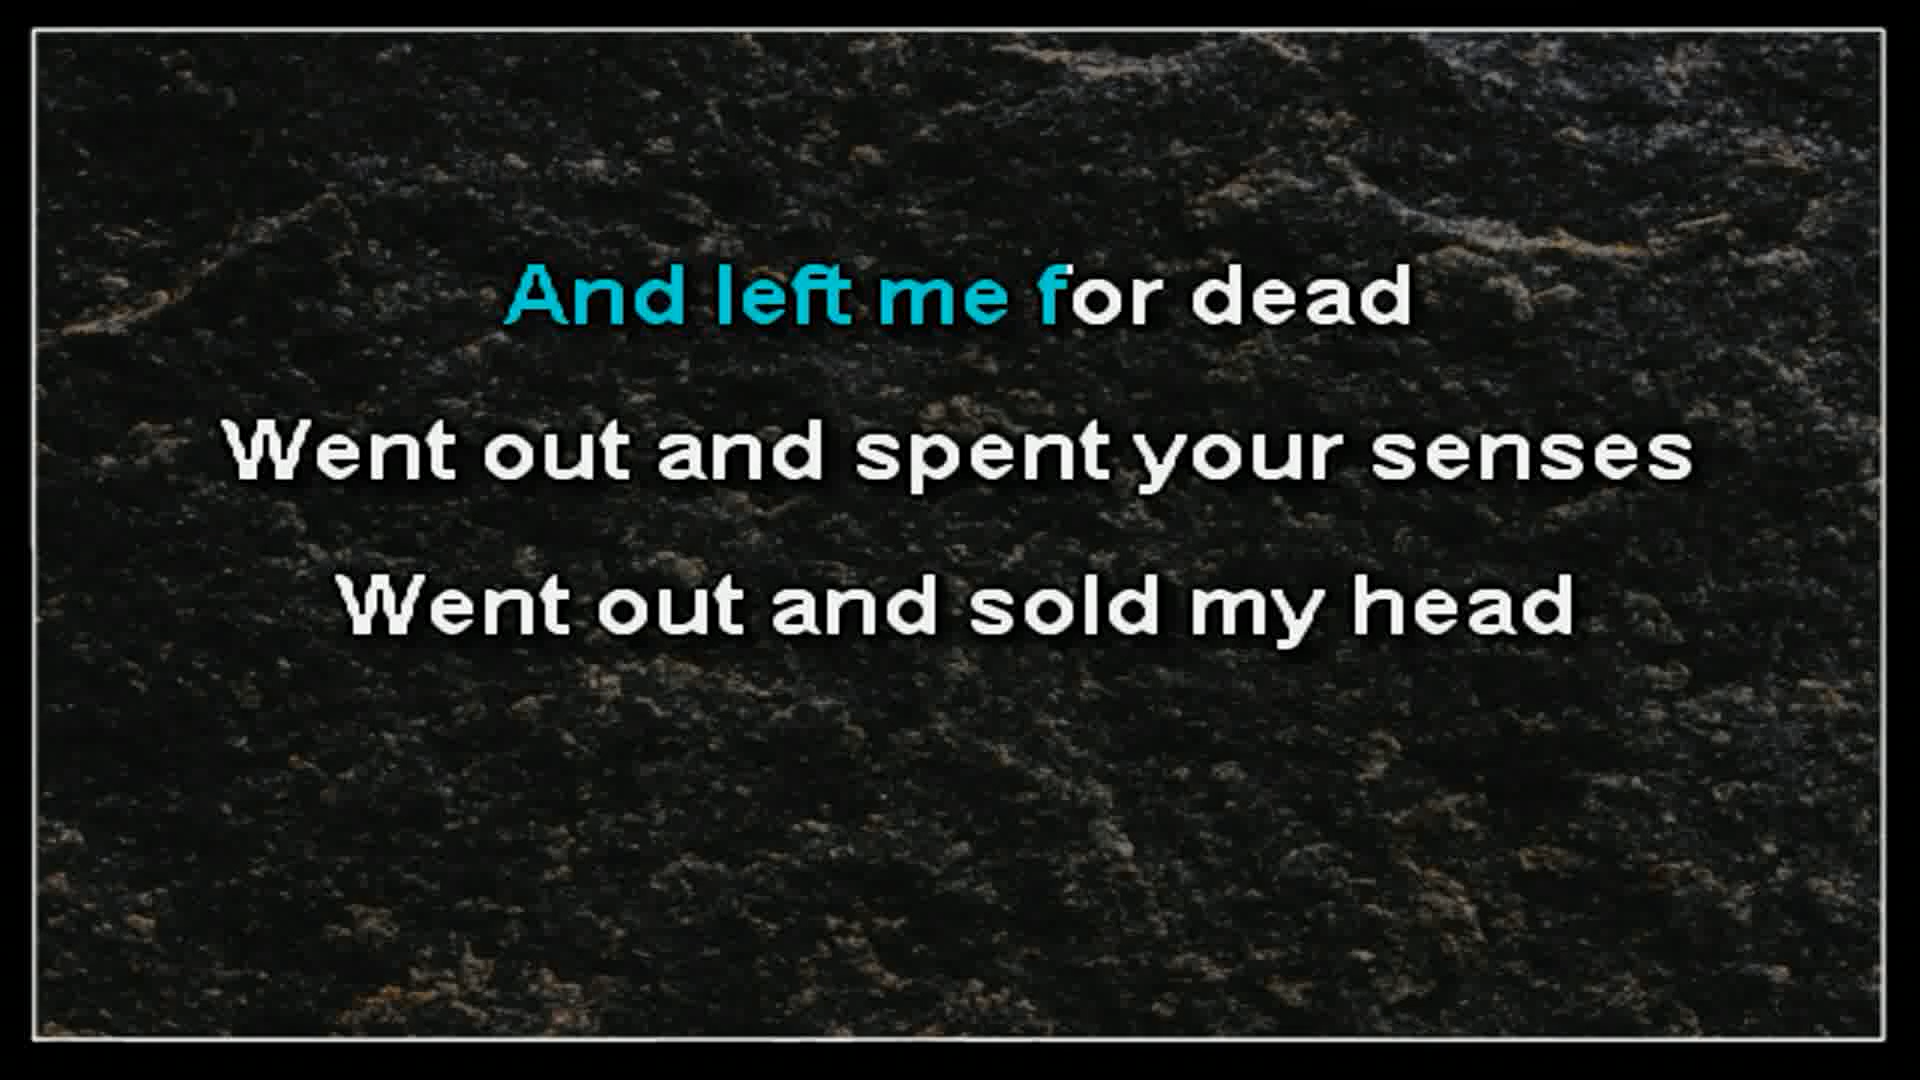 And left me for dead
Went out and spent your senses
Went out and sold my head